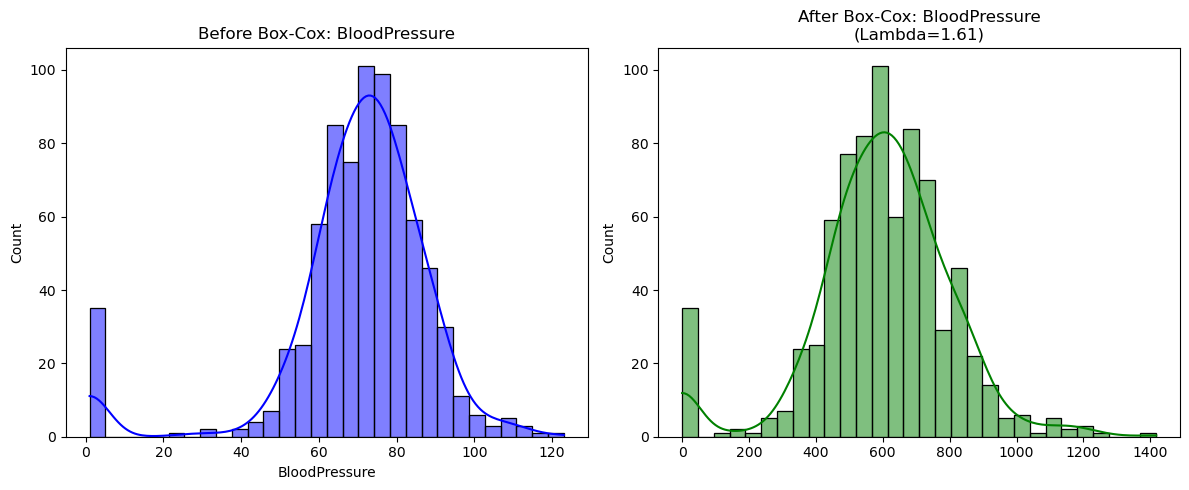 Before Box-Cox: BloodPressure
Count
100
80
60
40
20
0
0 20 40 60 80 100 120
BloodPressure
After Box-Cox: BloodPressure
(Lambda=1.61)
Count
100
80
60
40
20
0
0 200 400 600 800 1000 1200 1400